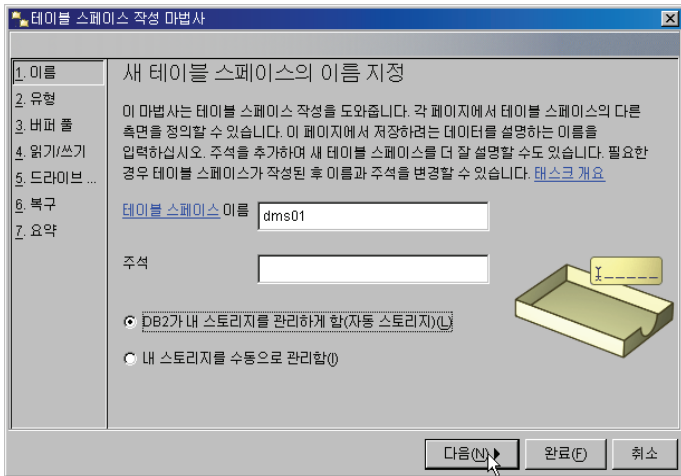 테이블 스페이스 작성 마법사
1. 이름
2. 유형
3. 버퍼 풀
4. 읽기/쓰기
5. 드라이브 ...
6. 복구
7. 요약
새 테이블 스페이스의 이름 지정
이 마법사는 테이블 스페이스 작성을 도와줍니다. 각 페이지에서 테이블 스페이스의 다른
측면을 정의할 수 있습니다. 이 페이지에서 저장하려는 데이터를 설명하는 이름을
입력하십시오. 주석을 추가하여 새 테이블 스페이스를 더 잘 설명할 수도 있습니다. 필요한
경우 테이블 스페이스가 작성된 후 이름과 주석을 변경할 수 있습니다. 태스크 개요
테이블 스페이스 이름 dms01
주석
DB2가 내 스토리지를 관리하게 함(자동 스토리지)(L)
내 스토리지를 수동으로 관리함(I)
다음(N) 완료(F) 취소